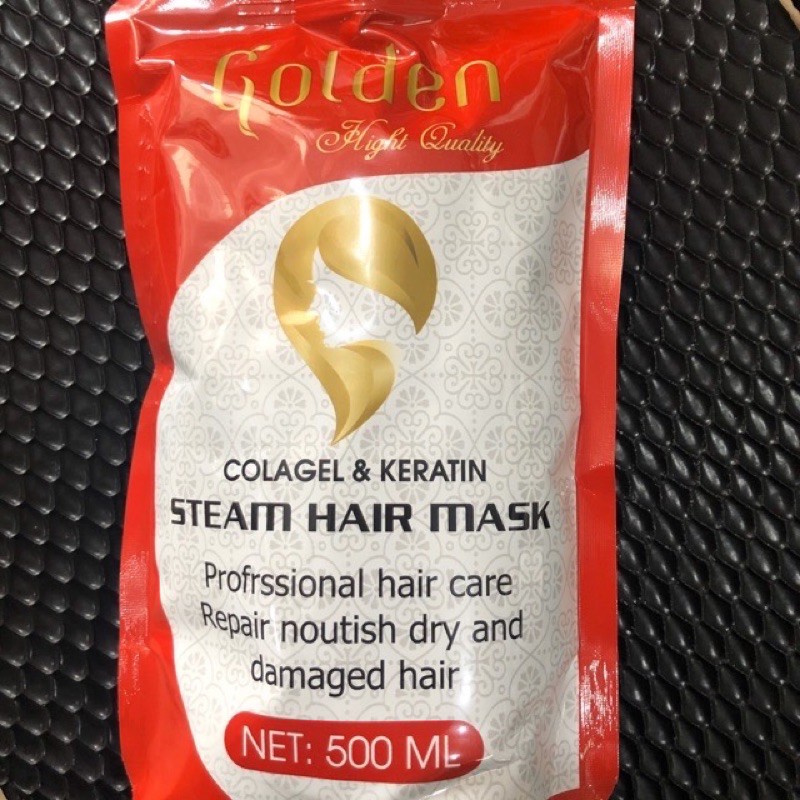 Golden
Hight Quality
COLAGEL & KERATIN
STEAM HAIR MASK
Profrssional hair care
Repair noutish dry and
damaged hair
NET: 500 ML